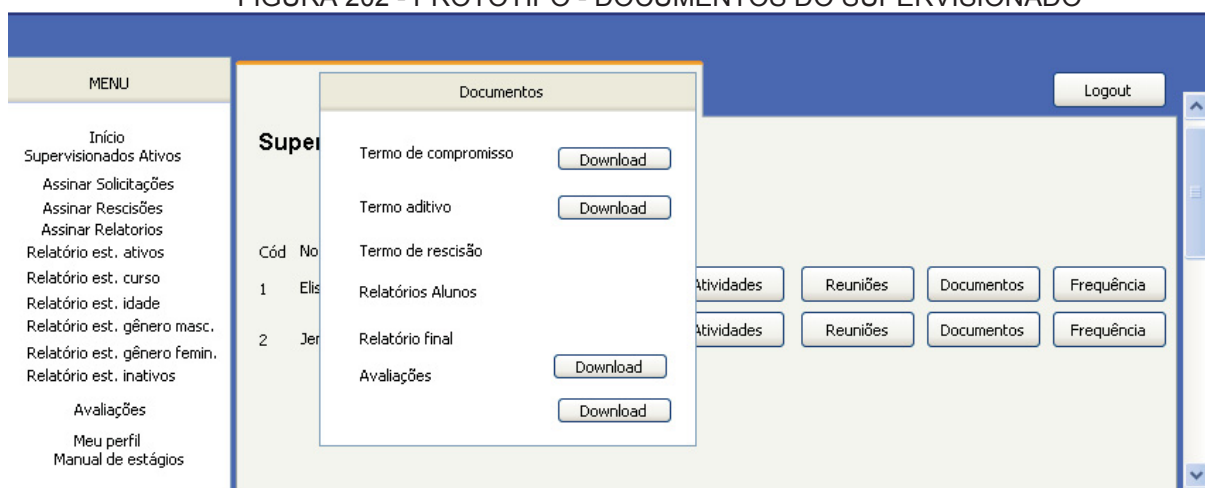 FIGURA 202 - PROTÓTIPO - DOCUMENTOS DO SUPERVISIONADO
MENU
Início
Supervisionados Ativos
Assinar Solicitações
Assinar Rescisões
Assinar Relatorios
Relatório est. ativos
Relatório est. curso
Relatório est. idade
Relatório est. gênero masc.
Relatório est. gênero femin.
Relatório est. inativos
Avaliações
Meu perfil
Manual de estágios
Logout
Super
Cód No
1 Elis
2 Jer
Documentos
Termo de compromisso Download
Termo aditivo Download
Termo de rescisão
Relatórios Alunos
Relatório final
Avaliações Download
Download
Atividades Reuniões Documentos Frequência
Atividades Reuniões Documentos Frequência